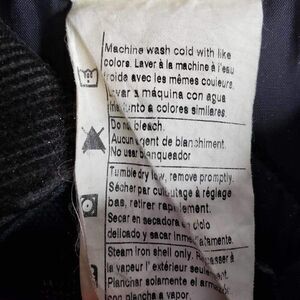 Machine wash cold with like
colors. Laver à la machine à l'eau
froide avec les mêmes couleurs.
Lavar a máquina con agua
junto a colores similares.
Do not bleach.
Aucun agent de blanchiment.
No usar blanqueador
Tumble dry low, remove promptly.
Sécher par culbutage à réglage
bas, retirer rapidement.
Secar en secadora ciclo
delicado y sacar inmediatamente.
Steam iron shell only. Repasser à
la vapeur l'extérieur seulement.
Planchar solamente el
con plancha a vapor.